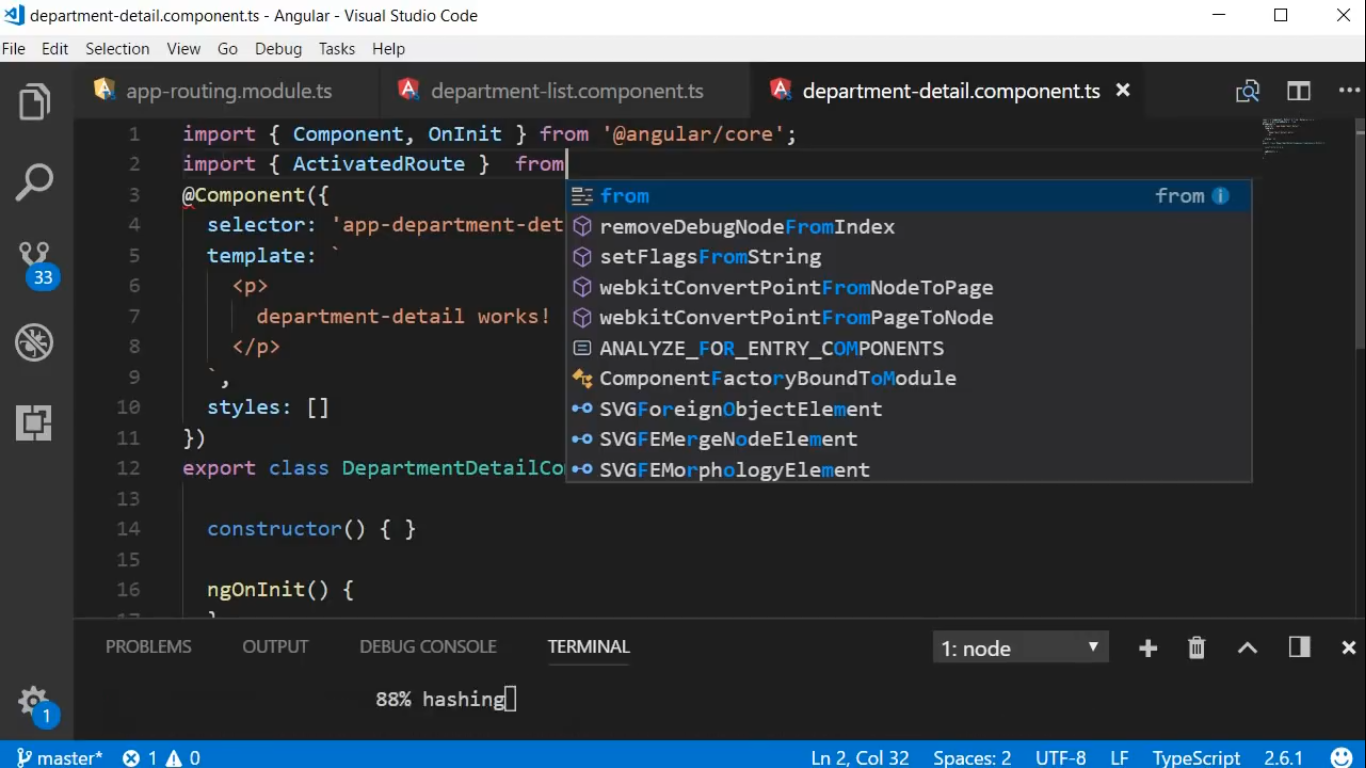 department-detail.component.ts - Angular - Visual Studio Code
File Edit Selection View Go Debug Tasks Help
app-routing.module.ts department-list.component.ts department-detail.component.ts
1 import { Component, OnInit } from '@angular/core';
2 import { ActivatedRoute }  from
3 @Component({
4 selector: 'app-department-det
5 template: `
6 <p>
7 department-detail works!
8 </p>
9 `,
10 styles: []
11 })
12 export class DepartmentDetailCo
13
14 constructor() { }
15
16 ngOnInit() {
17 }
from from
removeDebugNodeFromIndex
setFlagsFromString
webkitConvertPointFromNodeToPage
webkitConvertPointFromPageToNode
ANALYZE_FOR_ENTRY_COMPONENTS
ComponentFactoryBoundToModule
SVGForeignObjectElement
SVGFEMergeNodeElement
SVGFEMorphologyElement
33
1
PROBLEMS OUTPUT DEBUG CONSOLE TERMINAL 1: node
88% hashing
master* 1 0 Ln 2, Col 32 Spaces: 2 UTF-8 LF TypeScript 2.6.1